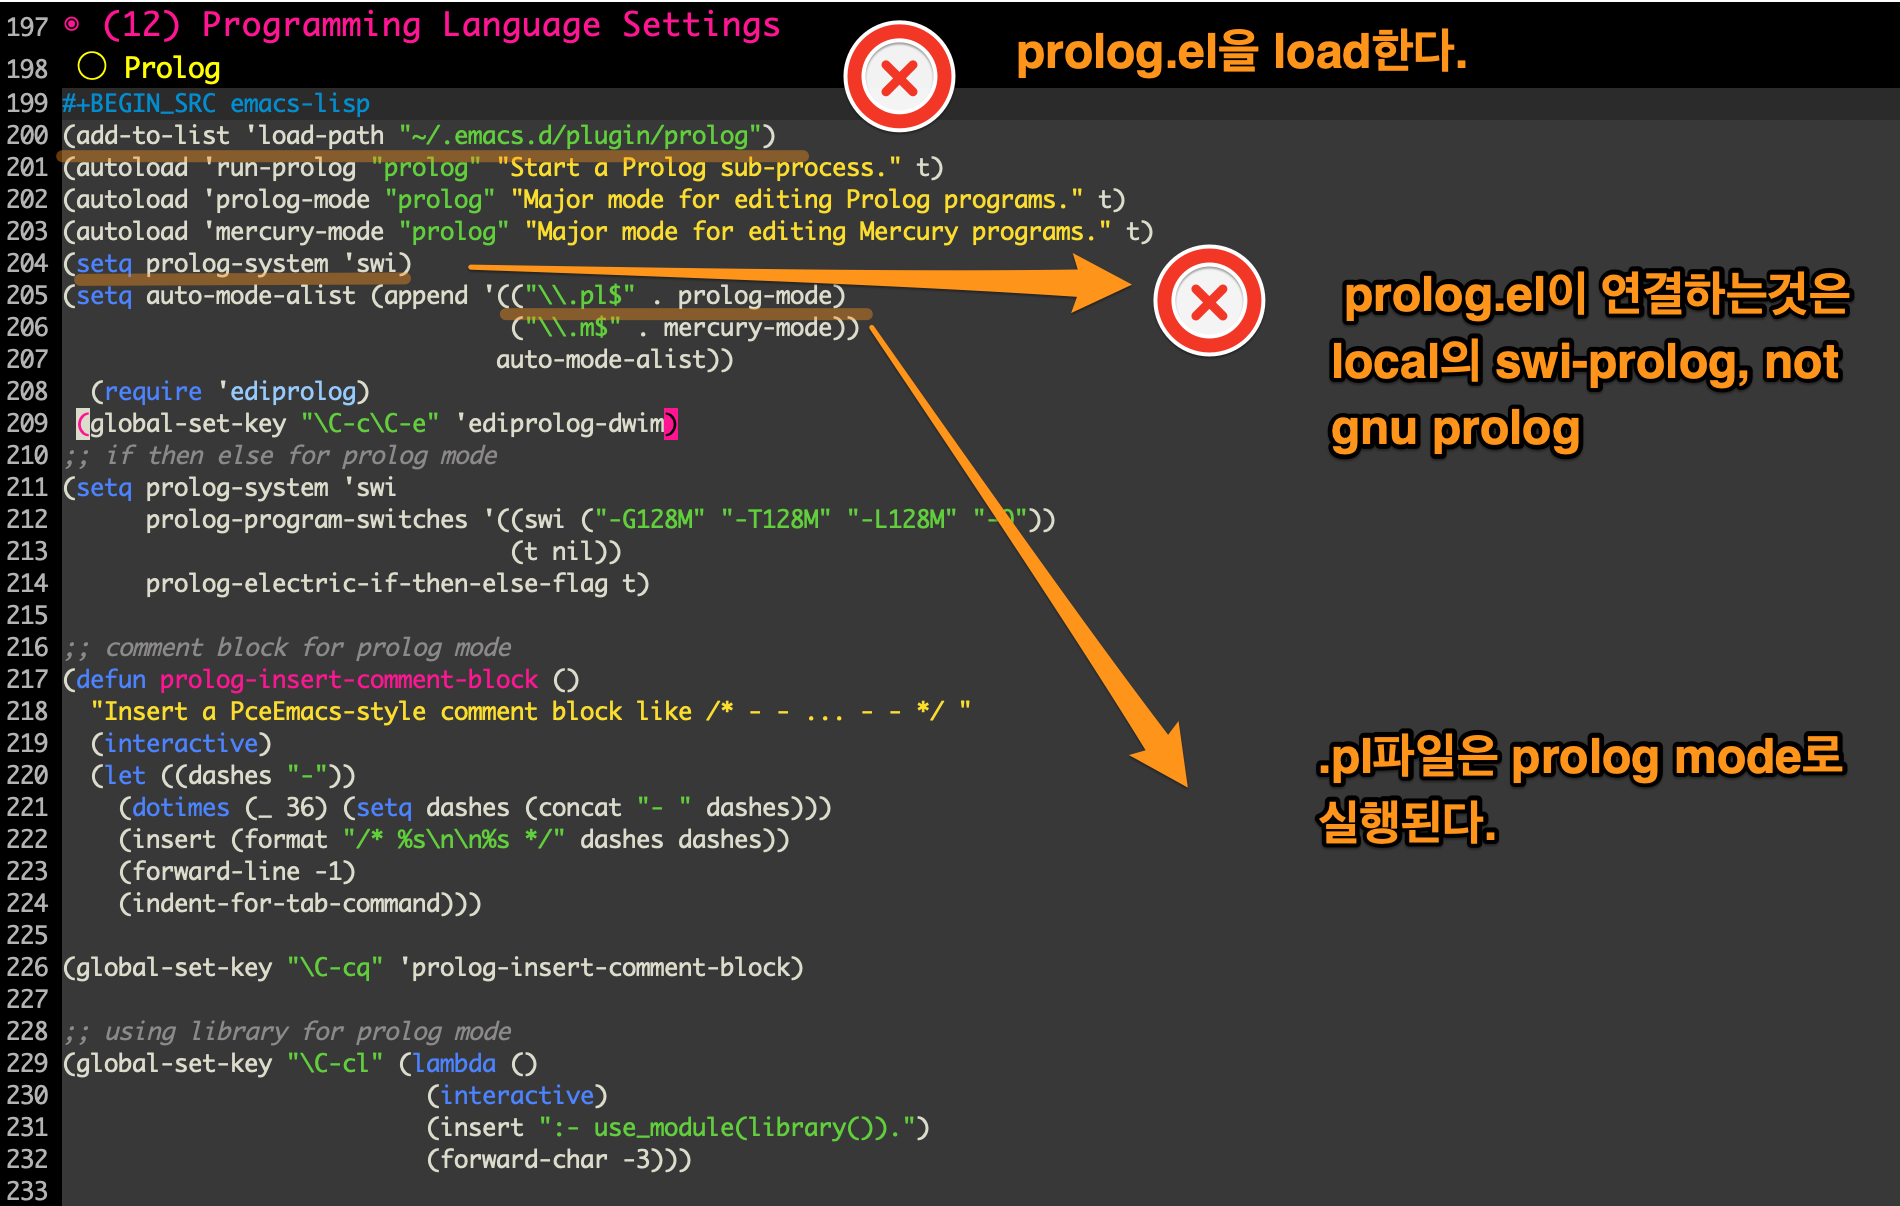 197 ◉ (12) Programming Language Settings
prolog.el을 load한다.
198 ○ Prolog
199 #+BEGIN_SRC emacs-lisp
200 (add-to-list 'load-path "~/.emacs.d/plugin/prolog")
201 (autoload 'run-prolog "prolog" "Start a Prolog sub-process." t)
202 (autoload 'prolog-mode "prolog" "Major mode for editing Prolog programs." t)
203 (autoload 'mercury-mode "prolog" "Major mode for editing Mercury programs." t)
204 (setq prolog-system 'swi)
205 (setq auto-mode-alist (append '(("\\.pl$" . prolog-mode)
206                                 ("\\.m$" . mercury-mode))
207                                auto-mode-alist))
prolog.el이 연결하는것은
local의 swi-prolog, not
gnu prolog
208   (require 'ediprolog)
209  (global-set-key "\C-c\C-e" 'ediprolog-dwim)
210 ;; if then else for prolog mode
211 (setq prolog-system 'swi
212       prolog-program-switches '((swi ("-G128M" "-T128M" "-L128M" "-O"))
213                                 (t nil))
214       prolog-electric-if-then-else-flag t)
215
216 ;; comment block for prolog mode
217 (defun prolog-insert-comment-block ()
218   "Insert a PceEmacs-style comment block like /* - - ... - - */ "
219   (interactive)
220   (let ((dashes "-"))
221     (dotimes (_ 36) (setq dashes (concat "- " dashes)))
222     (insert (format "/* %s\n\n%s */" dashes dashes))
223     (forward-line -1)
224     (indent-for-tab-command)))
.pl파일은 prolog mode로
실행된다.
225
226 (global-set-key "\C-cq" 'prolog-insert-comment-block)
227
228 ;; using library for prolog mode
229 (global-set-key "\C-cl" (lambda ()
230                           (interactive)
231                           (insert ":- use_module(library()).")
232                           (forward-char -3)))
233